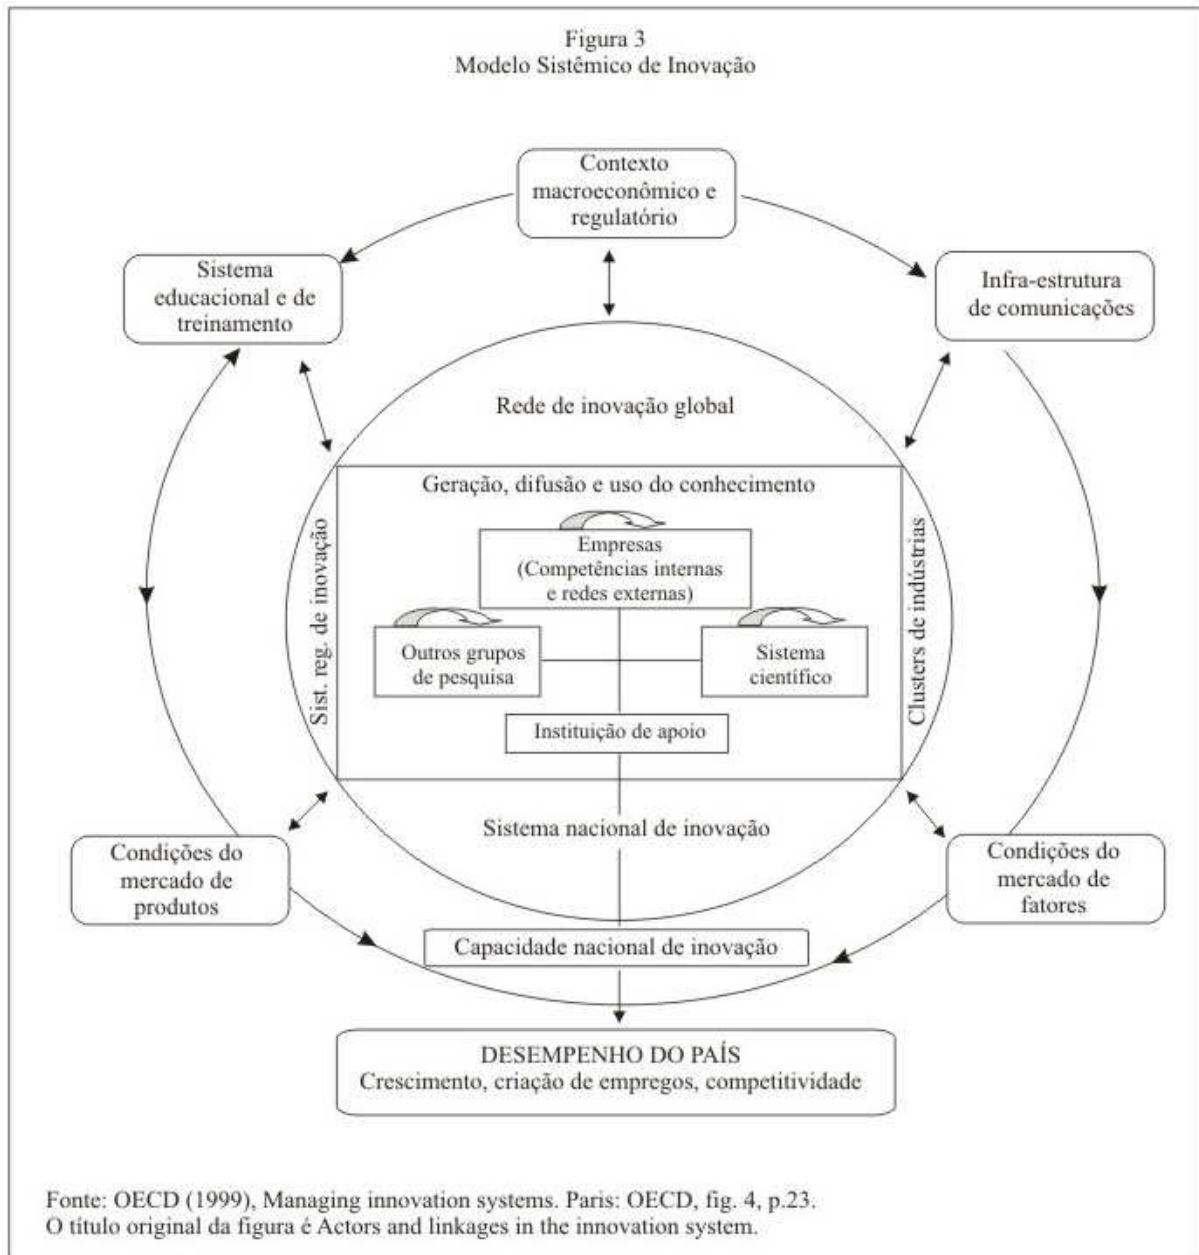 Figura 3
Modelo Sistêmico de Inovação
Contexto
macroeconômico e
regulatório
Sistema
educacional e de
treinamento
Infra-estrutura
de comunicações
Rede de inovação global
Geração, difusão e uso do conhecimento
Sist. reg. de inovação
Clusters de indústrias
Empresas
(Competências internas
e redes externas)
Outros grupos
de pesquisa
Sistema
científico
Instituição de apoio
Sistema nacional de inovação
Condições do
mercado de
produtos
Condições do
mercado de
fatores
Capacidade nacional de inovação
DESEMPENHO DO PAÍS
Crescimento, criação de empregos, competitividade
Fonte: OECD (1999), Managing innovation systems. Paris: OECD, fig. 4, p.23.
O título original da figura é Actors and linkages in the innovation system.